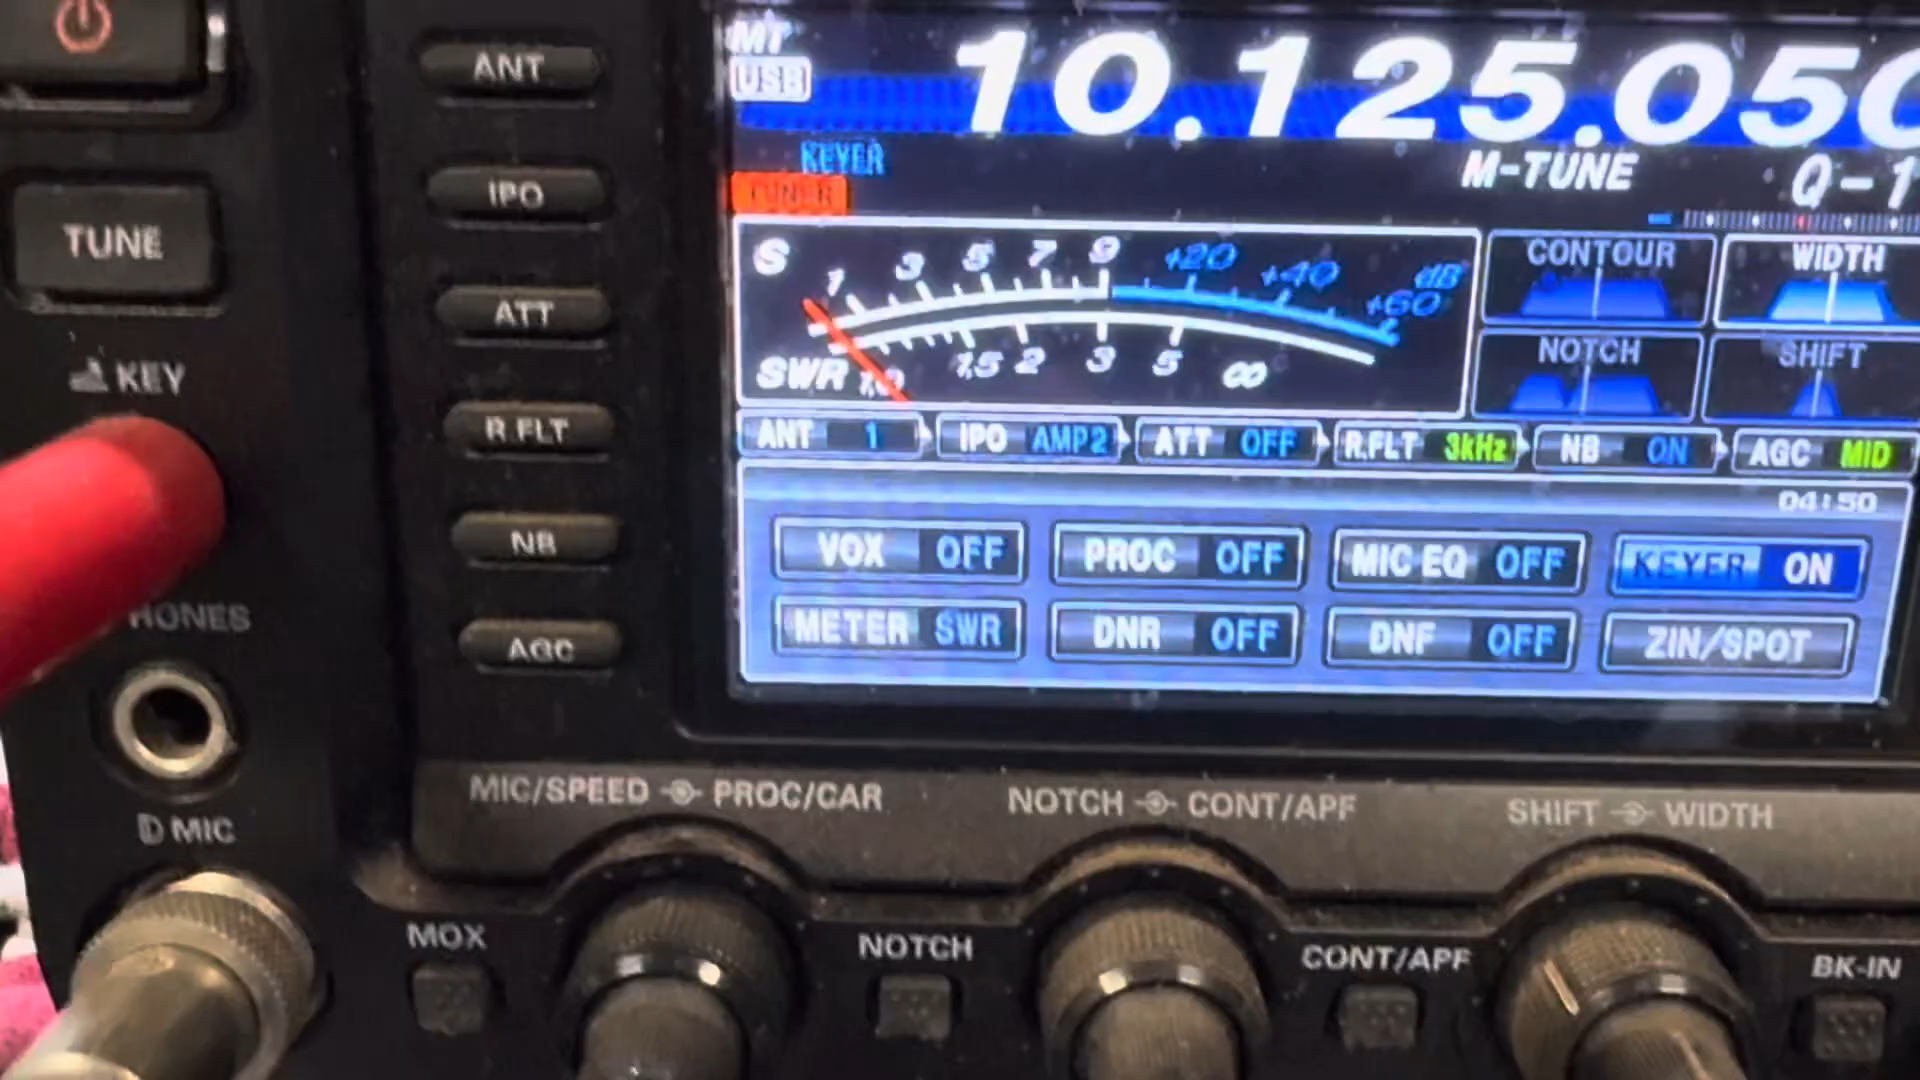 ANT
IPO
TUNE
ATT
KEY
R.FLT
NB
PHONES
AGC
MT
USB
10.125.050
KEYER
M-TUNE
TUNER
S 1 3 5 7 9 +20 +40 +60 dB
SWR 1.0 1.5 2 3 5 ∞
CONTOUR
WIDTH
NOTCH
SHIFT
ANT 1 IPO AMP2 ATT OFF R.FLT 3kHz NB ON AGC MID
04:50
VOX OFF PROC OFF MIC EQ OFF KEYER ON
METER SWR DNR OFF DNF OFF ZIN/SPOT
MIC/SPEED PROC/CAR
NOTCH CONT/APF
SHIFT WIDTH
MIC
MOX
NOTCH
CONT/APF
BK-IN